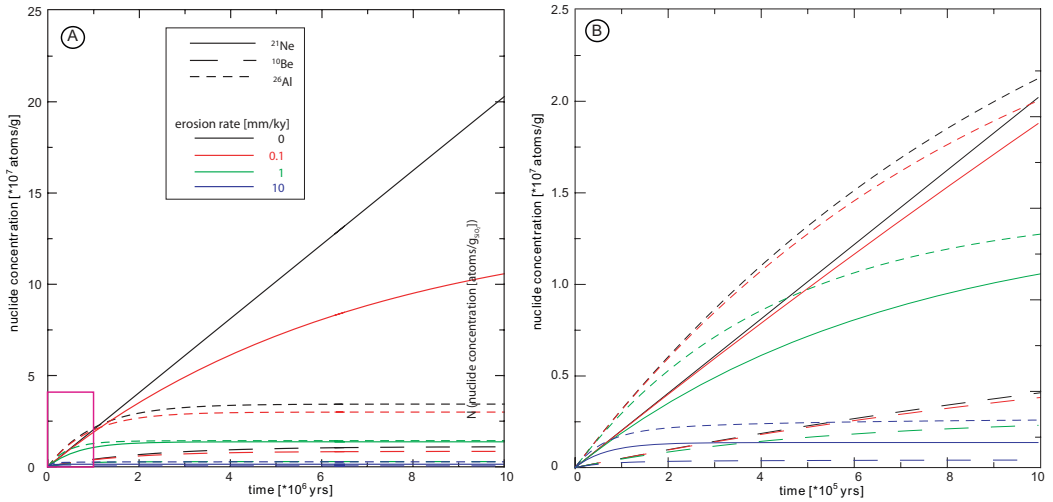 A
25
20
15
10
5
0
nuclide concentration [*10⁷ atoms/g]
²¹Ne
¹⁰Be
²⁶Al
erosion rate [mm/ky]
0
0.1
1
10
N (nuclide concentration [atoms/g_SiO₂])
0 2 4 6 8 10
time [*10⁶ yrs]
B
2.5
2.0
1.5
1.0
0.5
0
nuclide concentration [*10⁷ atoms/g]
0 2 4 6 8 10
time [*10⁵ yrs]